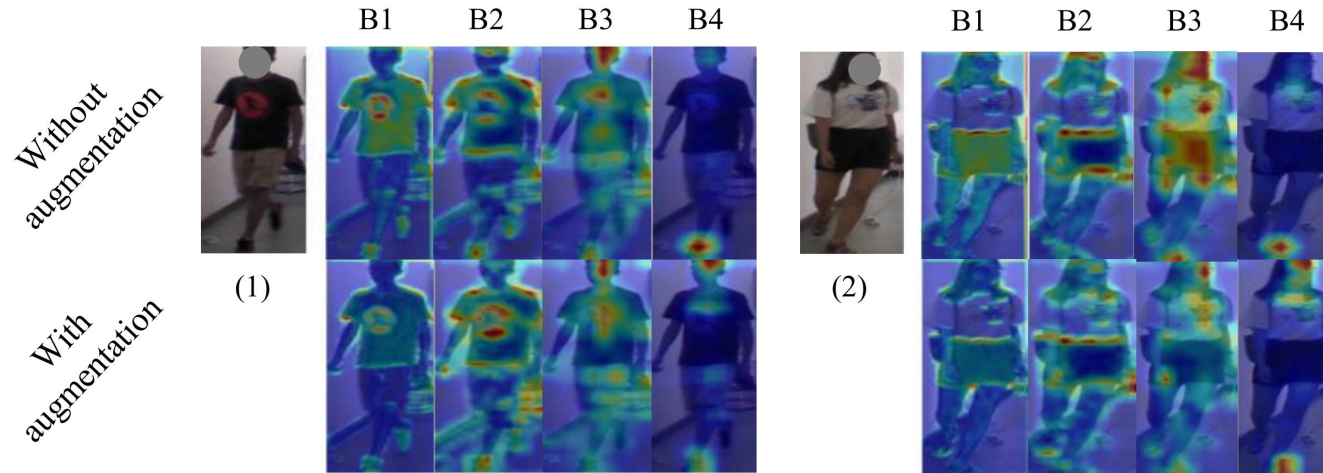 B1 B2 B3 B4 B1 B2 B3 B4
Without
augmentation
(1) (2)
With
augmentation